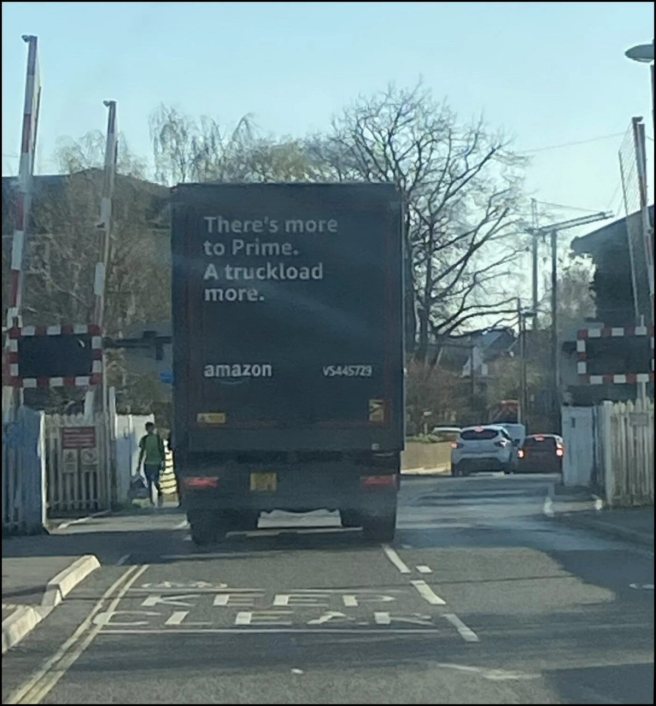 There's more
to Prime.
A truckload
more.
amazon
VS445729
KEEP
CLEAR